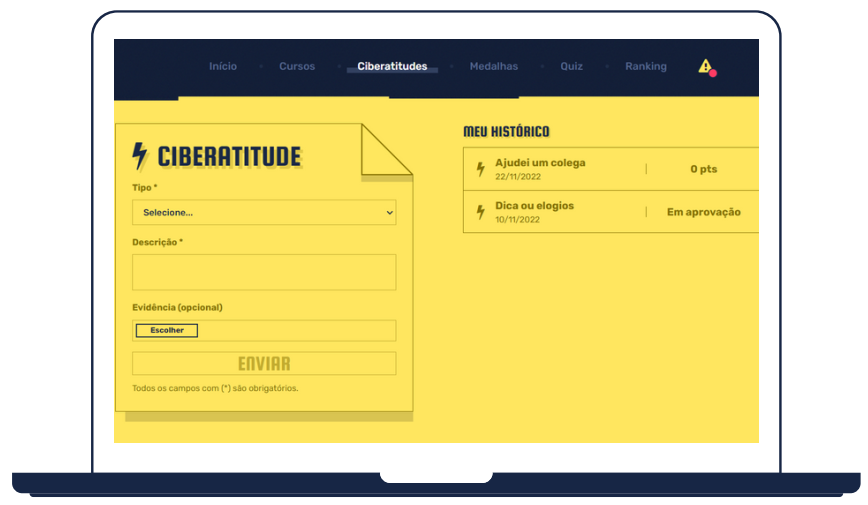 Início
Cursos
Ciberatitudes
Medalhas
Quiz
Ranking
CIBERATITUDE
Tipo *
Selecione...
Descrição *
Evidência (opcional)
Escolher
ENVIAR
Todos os campos com (*) são obrigatórios.
MEU HISTÓRICO
Ajudei um colega
22/11/2022
0 pts
Dica ou elogios
10/11/2022
Em aprovação